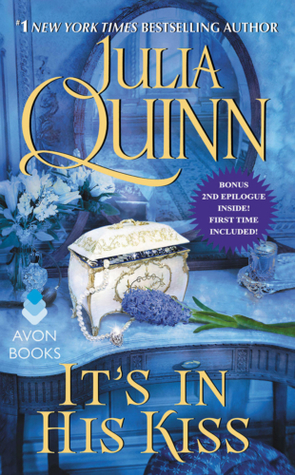 #1 NEW YORK TIMES BESTSELLING AUTHOR
JULIA
QUINN
BONUS
2ND EPILOGUE
INSIDE!
FIRST TIME
INCLUDED!
AVON
BOOKS
IT'S IN
HIS KISS